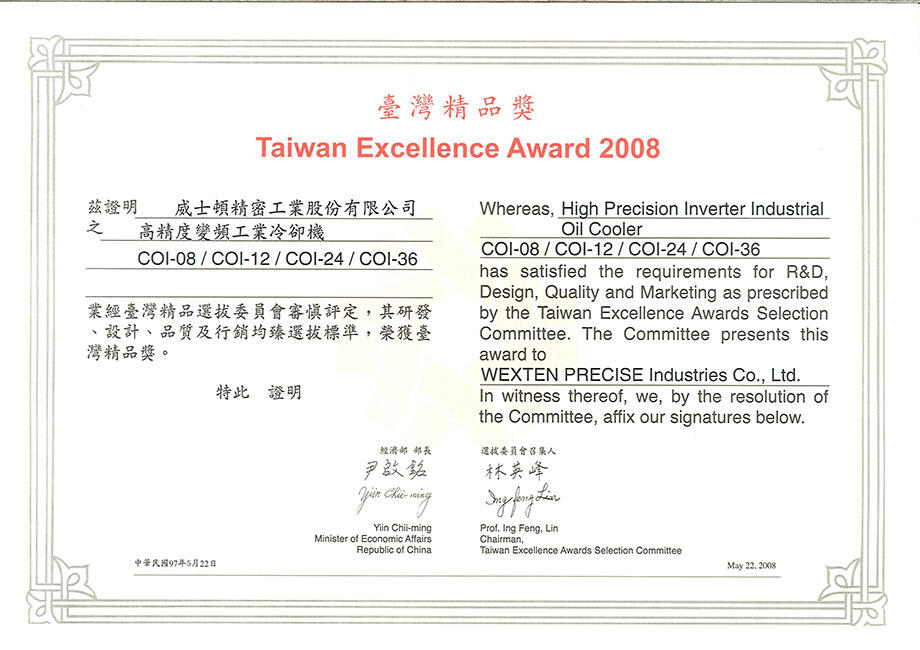 臺灣精品獎
Taiwan Excellence Award 2008
茲證明 威士頓精密工業股份有限公司
之 高精度變頻工業冷卻機
COI-08 / COI-12 / COI-24 / COI-36
業經臺灣精品選拔委員會審慎評定，其研發
、設計、品質及行銷均臻選拔標準，榮獲臺
灣精品獎。
特此 證明
Whereas, High Precision Inverter Industrial
Oil Cooler
COI-08 / COI-12 / COI-24 / COI-36
has satisfied the requirements for R&D,
Design, Quality and Marketing as prescribed
by the Taiwan Excellence Awards Selection
Committee. The Committee presents this
award to
WEXTEN PRECISE Industries Co., Ltd.
In witness thereof, we, by the resolution of
the Committee, affix our signatures below.
經濟部 部長
尹啟銘
Yiin Chii-ming
Yiin Chii-ming
Minister of Economic Affairs
Republic of China
選拔委員會召集人
林英峰
Ing feng Lin
Prof. Ing Feng, Lin
Chairman,
Taiwan Excellence Awards Selection Committee
中華民國97年5月22日
May 22, 2008